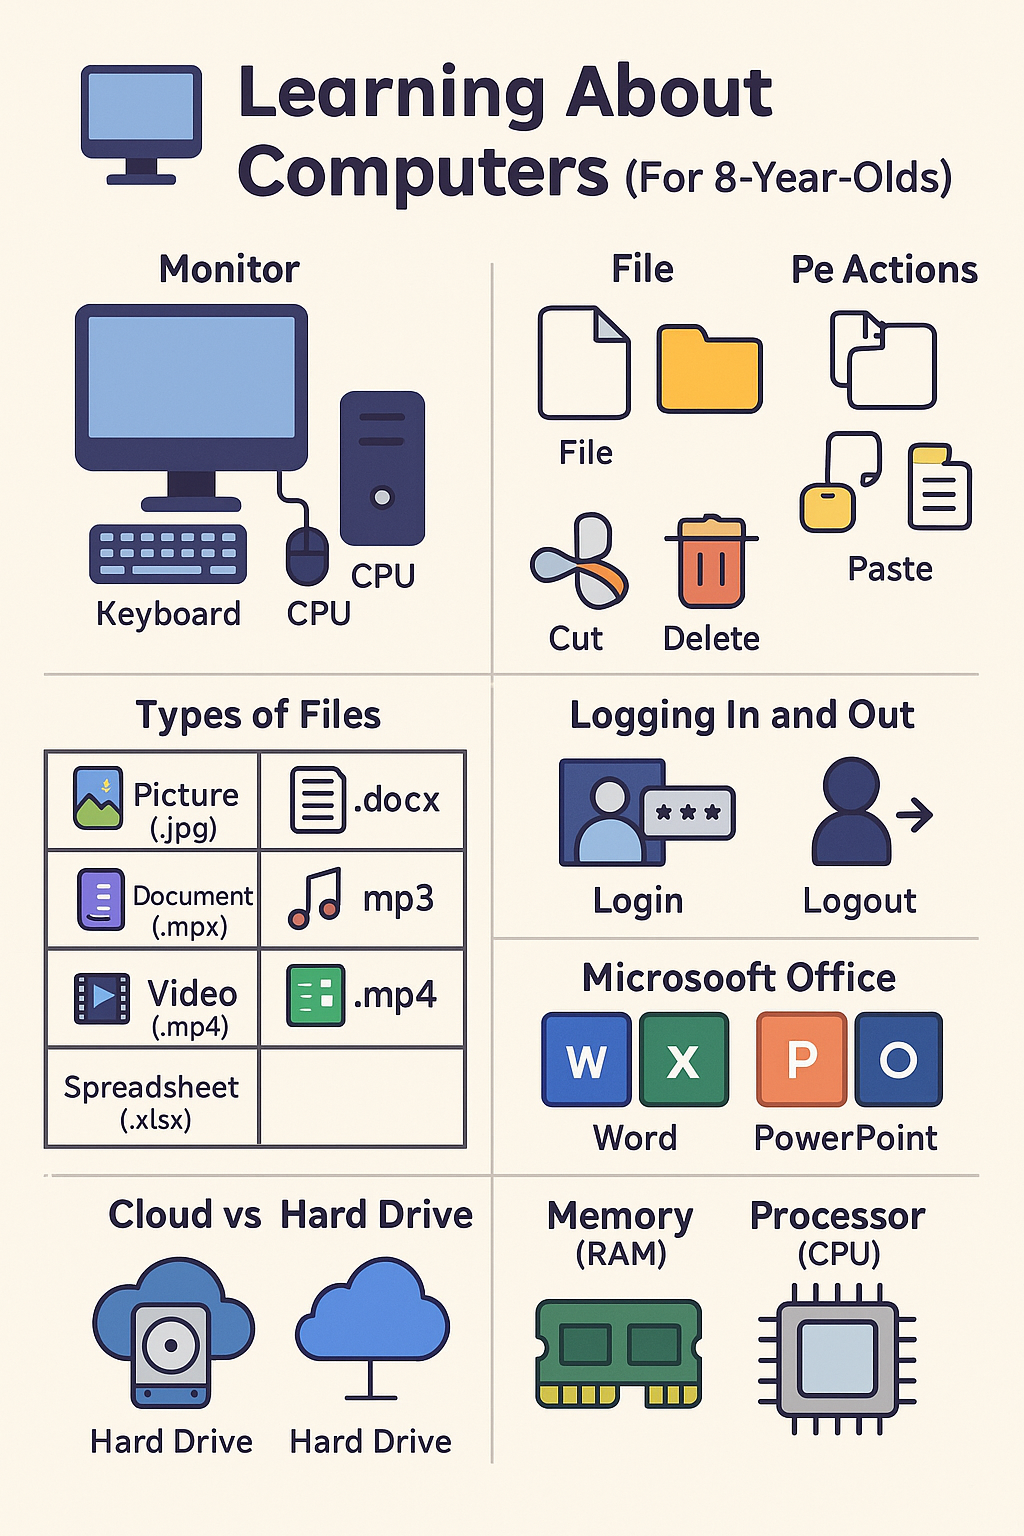 Learning About
Computers (For 8-Year-Olds)
Monitor
Keyboard
CPU
CPU
File
Pe Actions
File
Cut
Delete
Paste
Types of Files
Picture
(.jpg)
.docx
Document
(.mpx)
mp3
Video
(.mp4)
.mp4
Spreadsheet
(.xlsx)
Logging In and Out
***
Login
Logout
Microsooft Office
W
X
P
O
Word
PowerPoint
Cloud vs Hard Drive
Hard Drive
Hard Drive
Memory
(RAM)
Processor
(CPU)